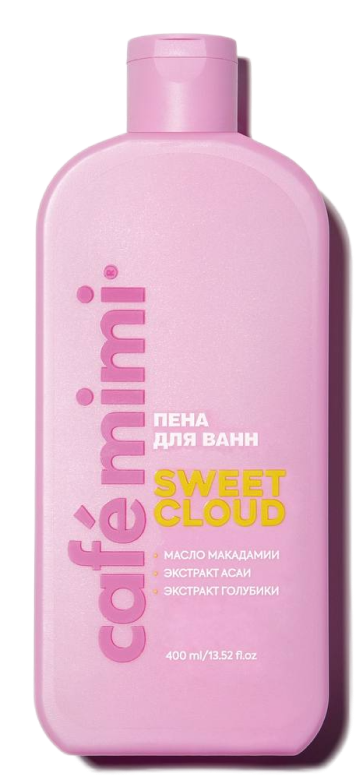 café mimi®
ПЕНА
ДЛЯ ВАНН
SWEET
CLOUD
МАСЛО МАКАДАМИИ
ЭКСТРАКТ АСАИ
ЭКСТРАКТ ГОЛУБИКИ
400 ml/13.52 fl.oz